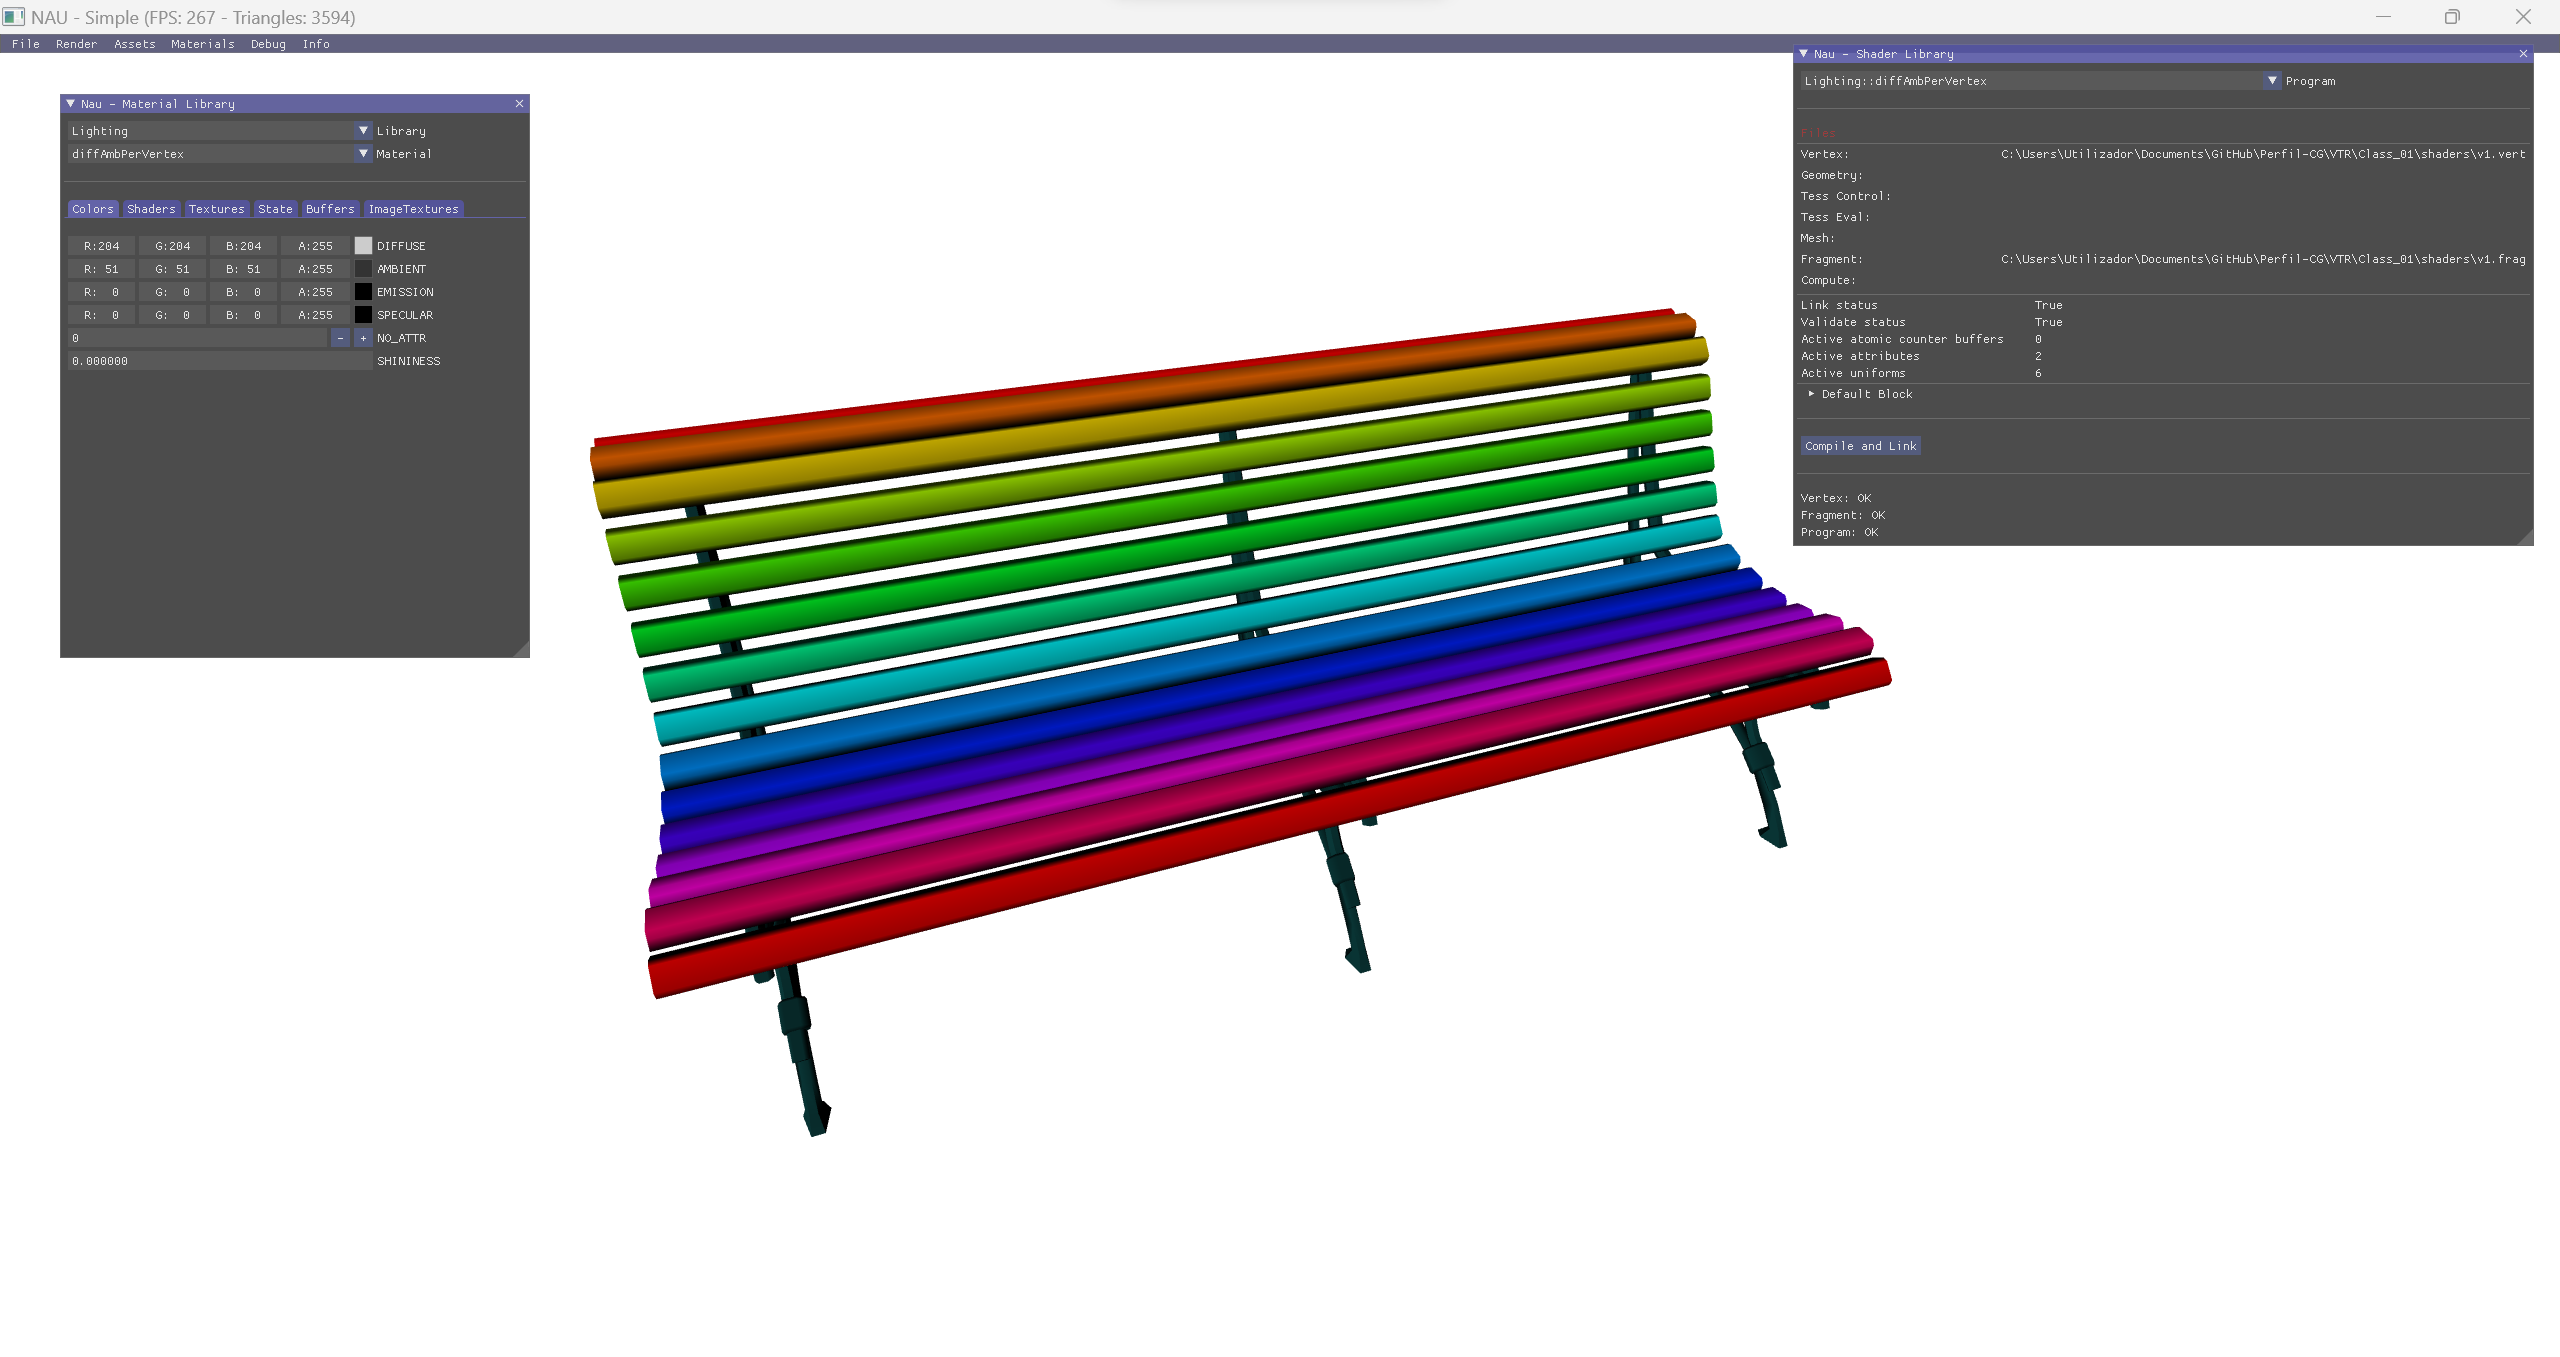 NAU - Simple (FPS: 267 - Triangles: 3594)
File Render Assets Materials Debug Info
Nau - Material Library
Lighting Library
diffAmbPerVertex Material
Colors Shaders Textures State Buffers ImageTextures
R:204 G:204 B:204 A:255 DIFFUSE
R: 51 G: 51 B: 51 A:255 AMBIENT
R: 0 G: 0 B: 0 A:255 EMISSION
R: 0 G: 0 B: 0 A:255 SPECULAR
0 - + NO_ATTR
0.000000 SHININESS
Nau - Shader Library
Lighting::diffAmbPerVertex Program
Files
Vertex: C:\Users\Utilizador\Documents\GitHub\Perfil-CG\VTR\Class_01\shaders\v1.vert
Geometry:
Tess Control:
Tess Eval:
Mesh:
Fragment: C:\Users\Utilizador\Documents\GitHub\Perfil-CG\VTR\Class_01\shaders\v1.frag
Compute:
Link status True
Validate status True
Active atomic counter buffers 0
Active attributes 2
Active uniforms 6
Default Block
Compile and Link
Vertex: OK
Fragment: OK
Program: OK